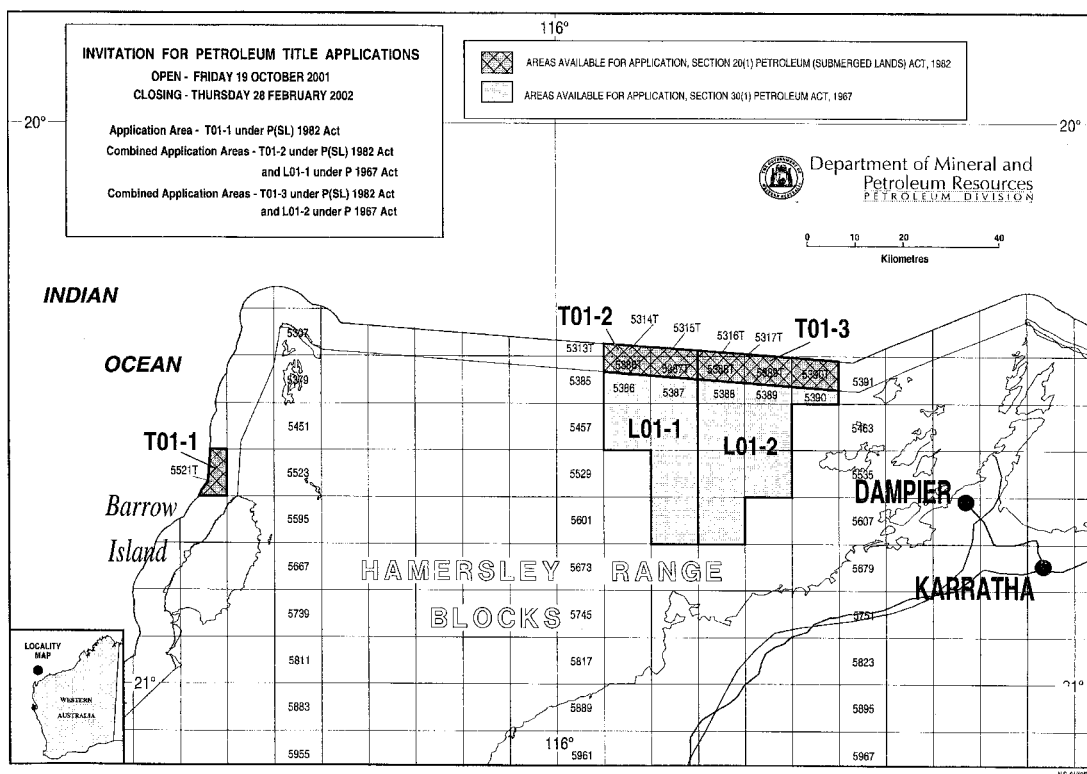 116°
INVITATION FOR PETROLEUM TITLE APPLICATIONS
OPEN - FRIDAY 19 OCTOBER 2001
CLOSING - THURSDAY 28 FEBRUARY 2002
Application Area - T01-1 under P(SL) 1982 Act
Combined Application Areas - T01-2 under P(SL) 1982 Act
and L01-1 under P 1967 Act
Combined Application Areas - T01-3 under P(SL) 1982 Act
and L01-2 under P 1967 Act
AREAS AVAILABLE FOR APPLICATION, SECTION 20(1) PETROLEUM (SUBMERGED LANDS) ACT, 1982
AREAS AVAILABLE FOR APPLICATION, SECTION 30(1) PETROLEUM ACT, 1967
20°
20°
Department of Mineral and
Petroleum Resources
PETROLEUM DIVISION
0 10 20 40
Kilometres
INDIAN
OCEAN
T01-2
5314T
5315T
5316T
5317T
T01-3
5307
5313T
5379
5385
5386
5387
5388
5389
5390
5391
5451
5457
L01-1
L01-2
5463
T01-1
5521T
5523
5529
5535
Barrow
Island
5595
5601
DAMPIER
5607
5667
HAMERSLEY RANGE
5673
5679
KARRATHA
5739
BLOCKS
5745
5751
LOCALITY
MAP
WESTERN
AUSTRALIA
21°
5811
5817
5823
21°
5883
5889
5895
116°
5955
5961
5967